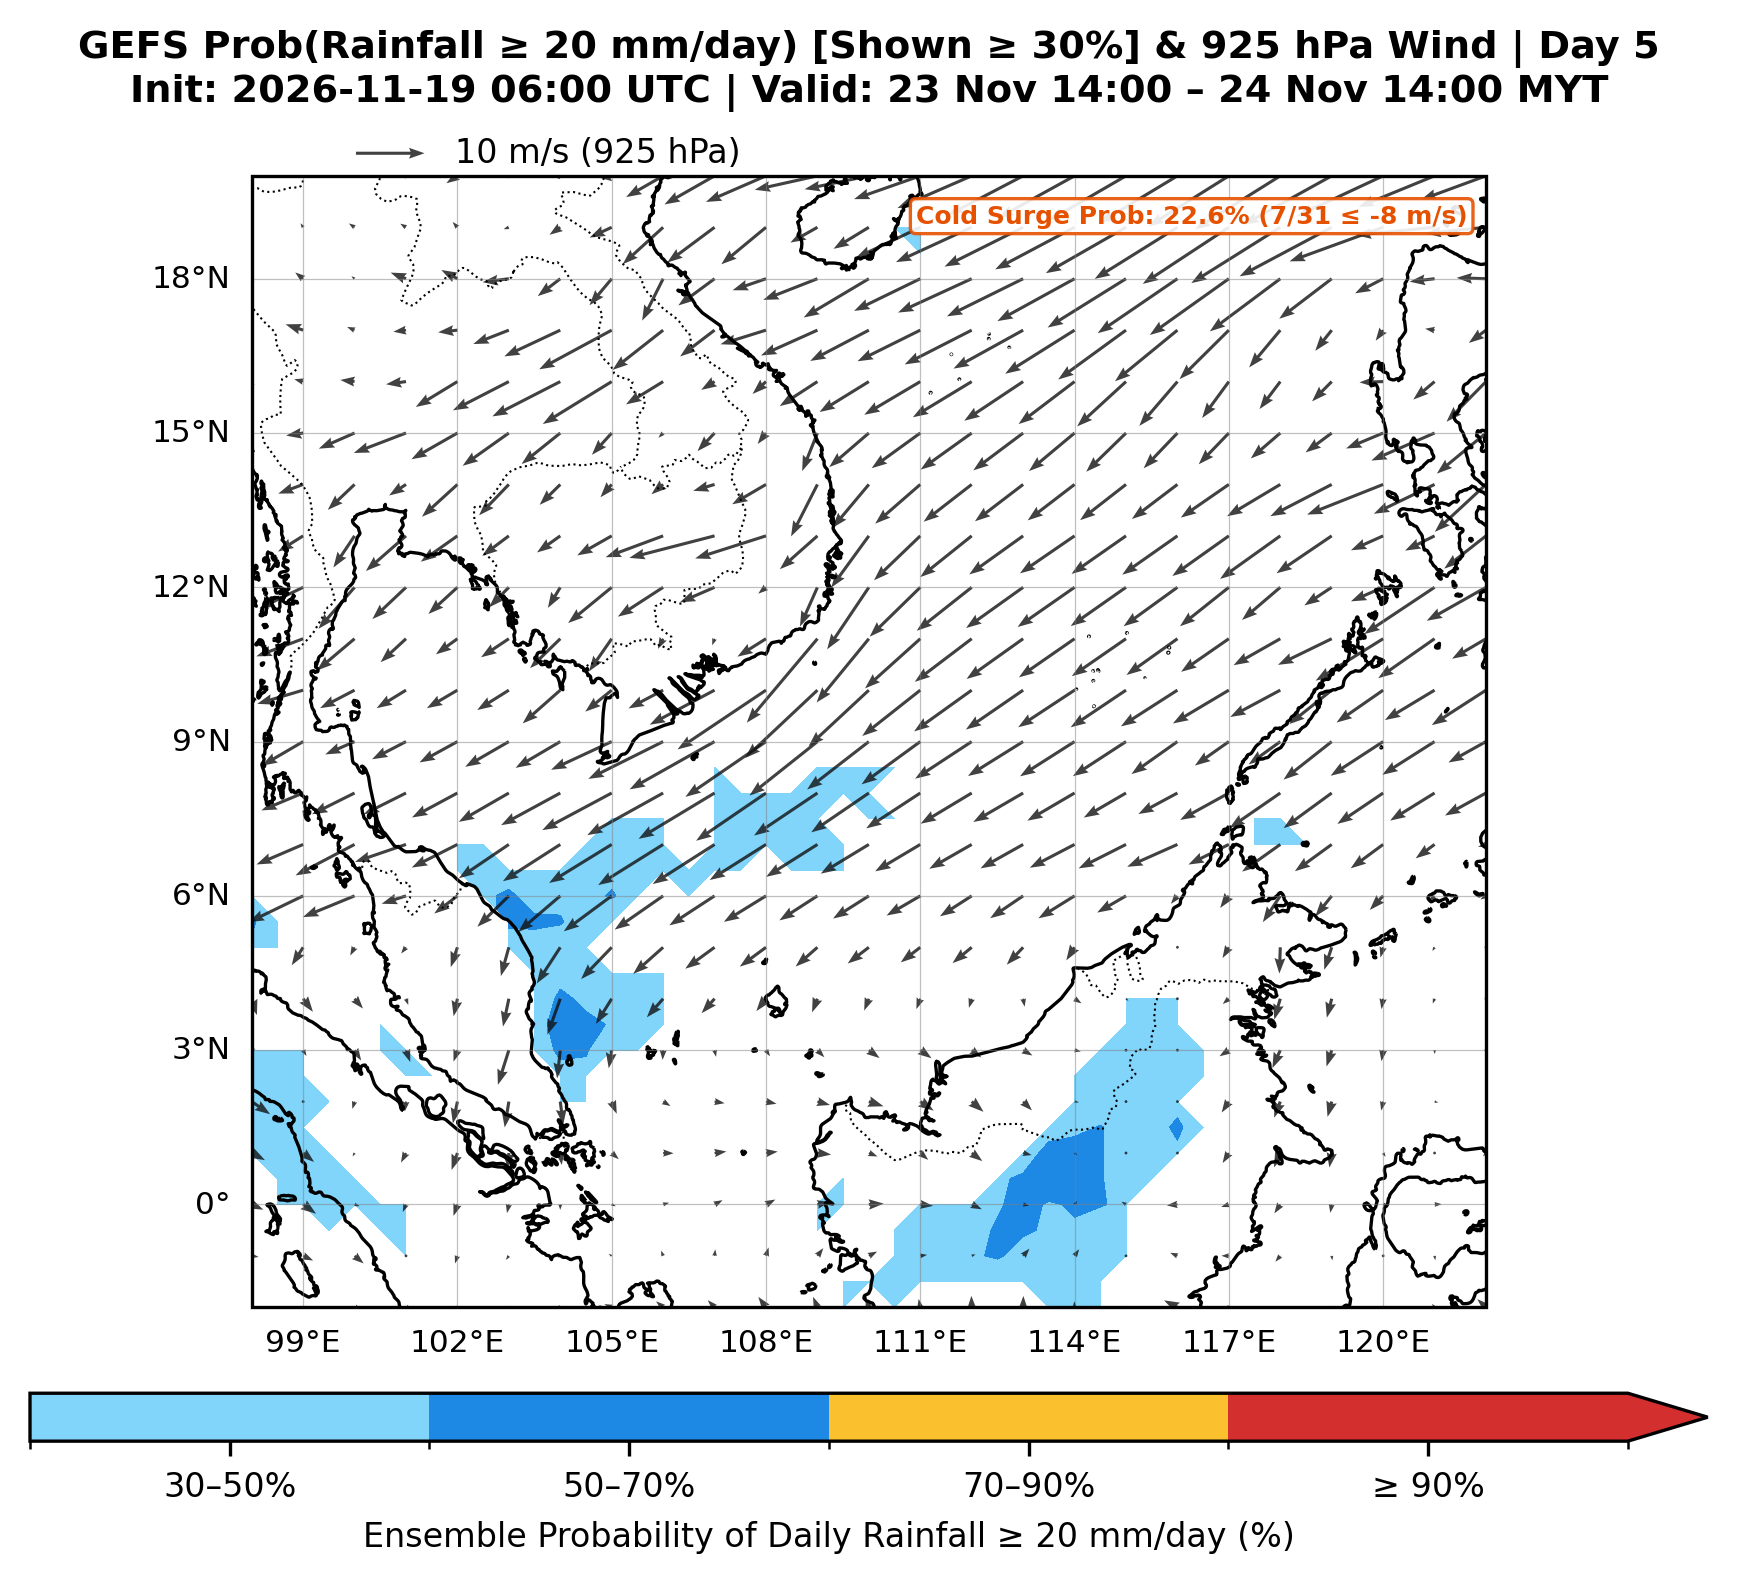 GEFS Prob(Rainfall ≥ 20 mm/day) [Shown ≥ 30%] & 925 hPa Wind | Day 5
Init: 2026-11-19 06:00 UTC | Valid: 23 Nov 14:00 – 24 Nov 14:00 MYT
10 m/s (925 hPa)
Cold Surge Prob: 22.6% (7/31 ≤ -8 m/s)
18°N
15°N
12°N
9°N
6°N
3°N
0°
99°E 102°E 105°E 108°E 111°E 114°E 117°E 120°E
30–50% 50–70% 70–90% ≥ 90%
Ensemble Probability of Daily Rainfall ≥ 20 mm/day (%)